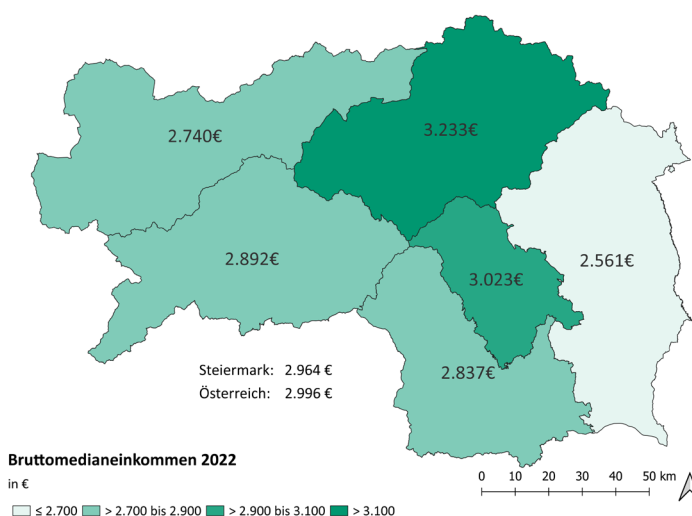 3.233€
2.740€
2.892€
2.561€
3.023€
2.837€
Steiermark: 2.964 €
Österreich: 2.996 €
Bruttomedianeinkommen 2022
in €
≤ 2.700 > 2.700 bis 2.900 > 2.900 bis 3.100 > 3.100
0 10 20 30 40 50 km